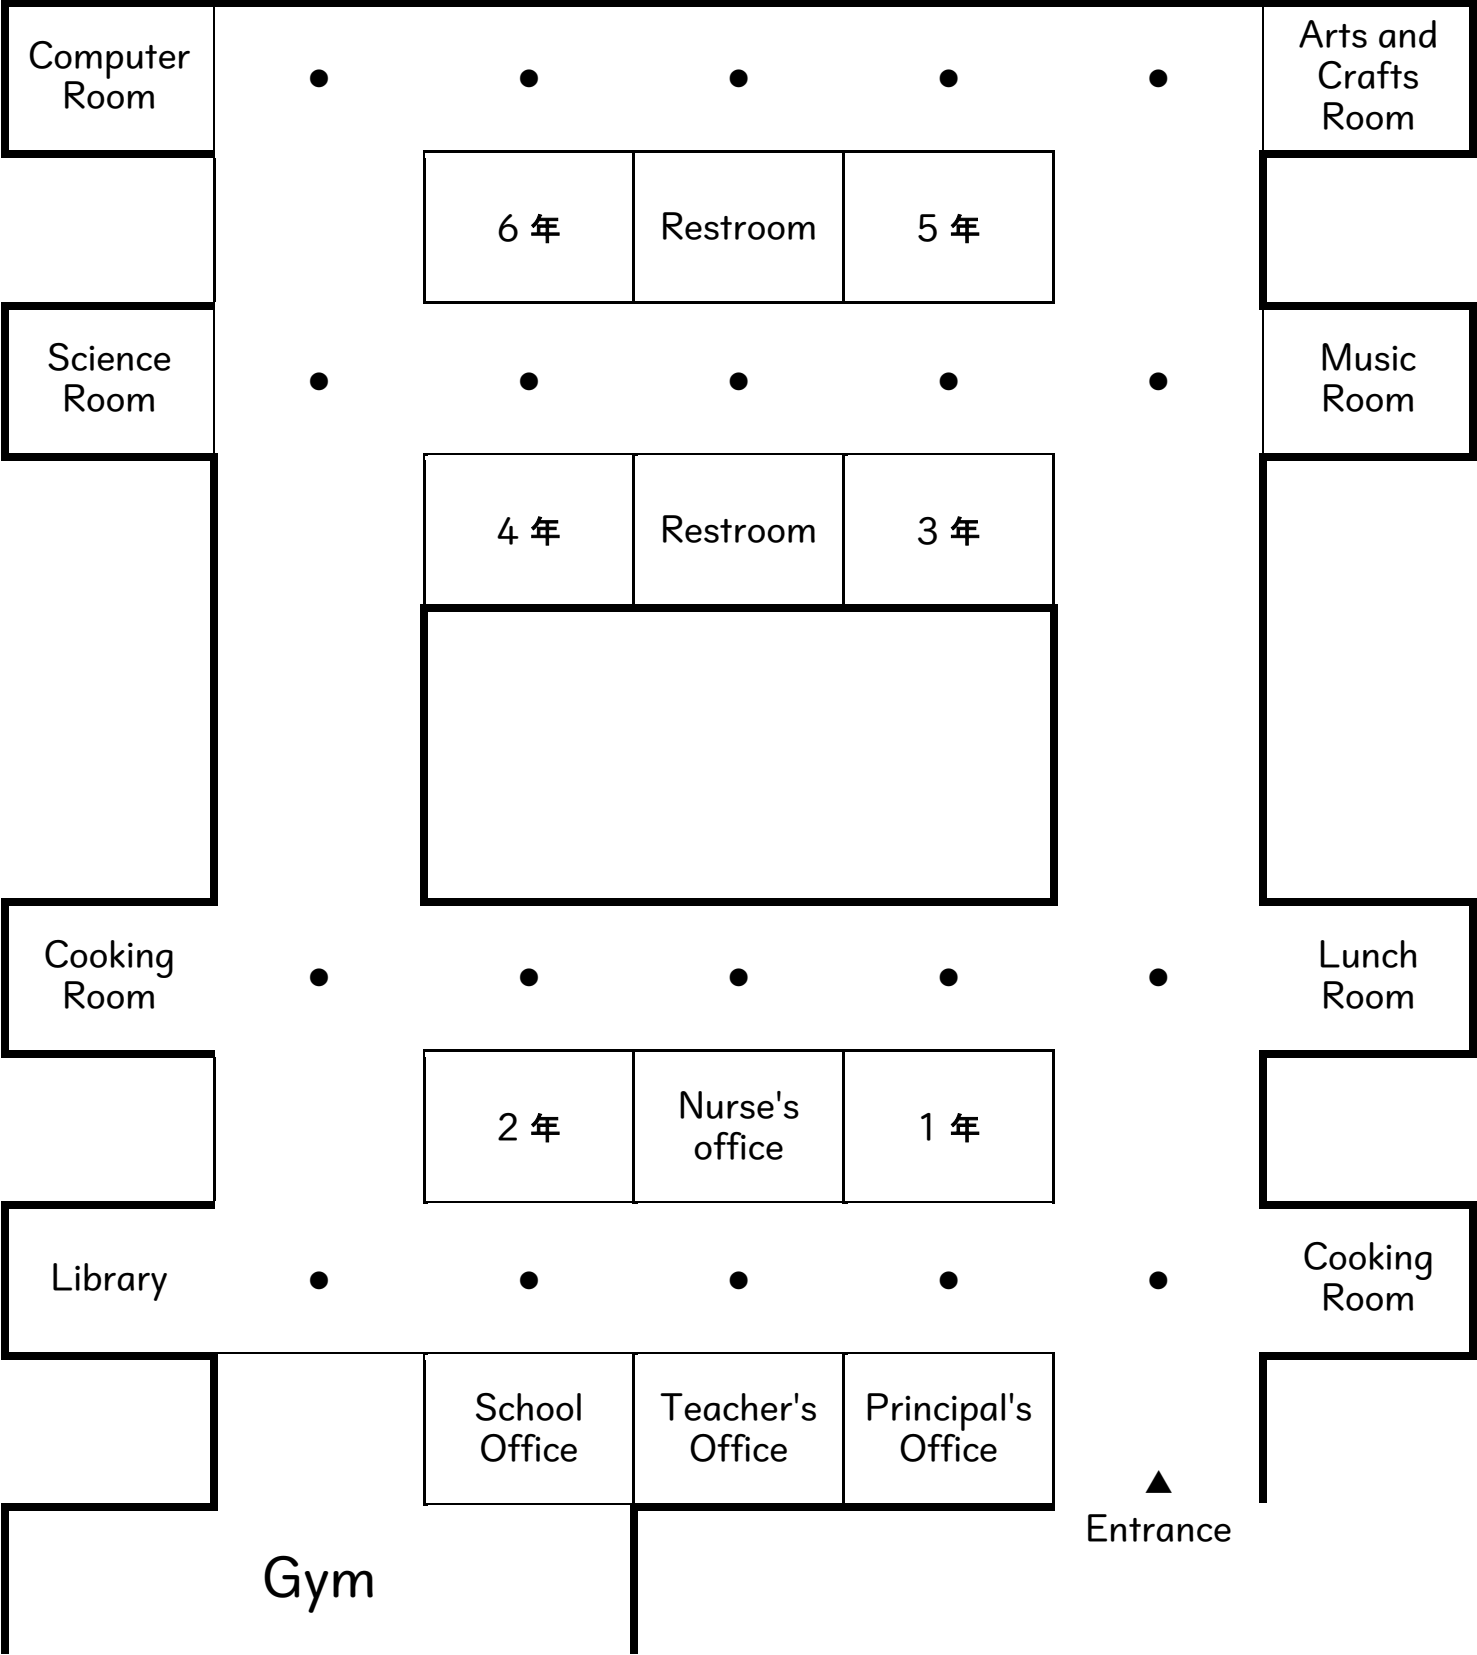 Computer
Room
Arts and
Crafts
Room
6 年
Restroom
5 年
Science
Room
Music
Room
4 年
Restroom
3 年
Cooking
Room
Lunch
Room
2 年
Nurse's
office
1 年
Library
Cooking
Room
School
Office
Teacher's
Office
Principal's
Office
Entrance
Gym